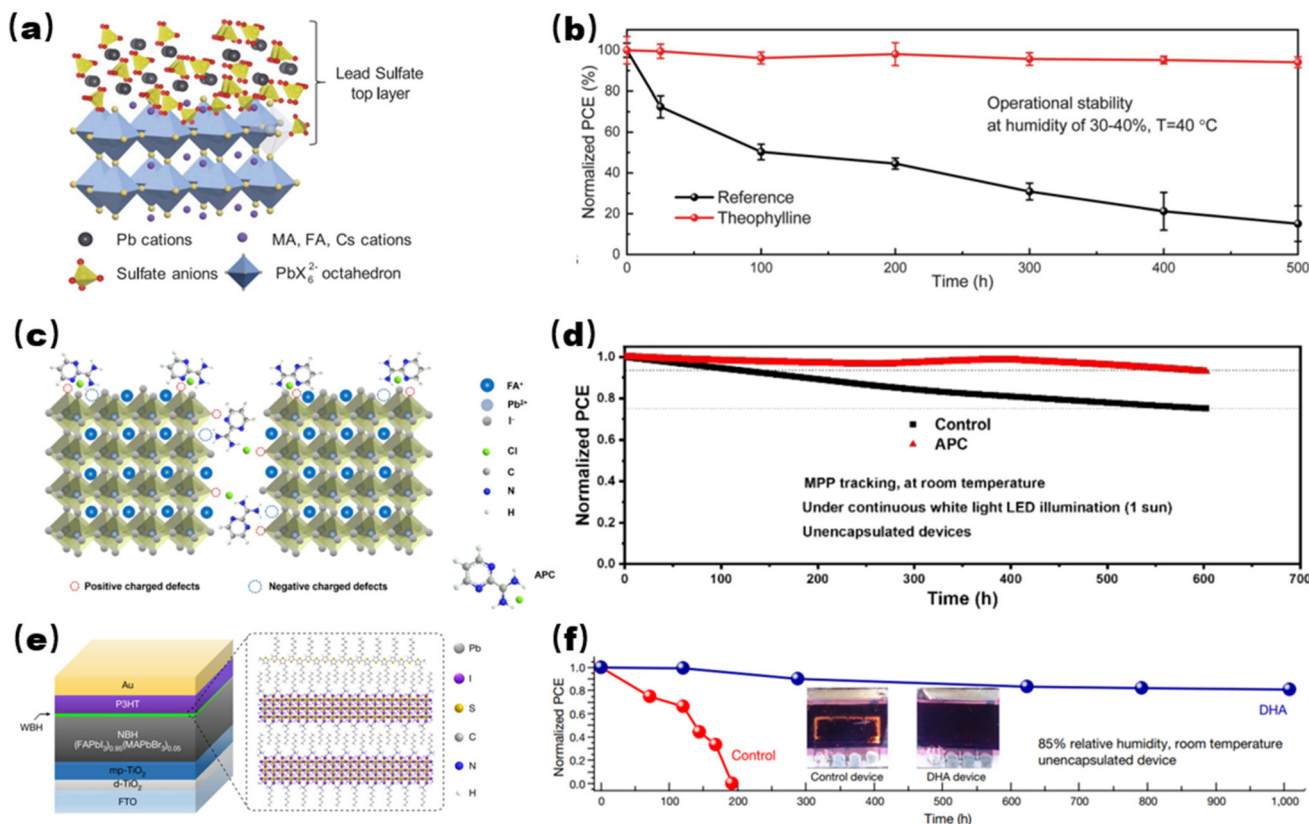 (a)
Lead Sulfate
top layer
Pb cations
MA, FA, Cs cations
Sulfate anions
PbX₆²⁻ octahedron
(b)
Normalized PCE (%)
100
80
60
40
20
0
Operational stability
at humidity of 30-40%, T=40 °C
Reference
Theophylline
0
100
200
300
400
500
Time (h)
(c)
FA⁺
Pb²⁺
I⁻
Cl
C
N
H
APC
Positive charged defects
Negative charged defects
(d)
Normalized PCE
1.0
0.8
0.6
0.4
0.2
0.0
Control
APC
MPP tracking, at room temperature
Under continuous white light LED illumination (1 sun)
Unencapsulated devices
0
100
200
300
400
500
600
700
Time (h)
(e)
Au
P3HT
WBH
NBH
(FAPbI₃)₀.₉₅(MAPbBr₃)₀.₀₅
mp-TiO₂
d-TiO₂
FTO
Pb
I
S
C
N
H
(f)
Normalized PCE
1.0
0.8
0.6
0.4
0.2
0
Control
Control device
DHA device
DHA
85% relative humidity, room temperature
unencapsulated device
0
100
200
300
400
500
600
700
800
900
1,000
Time (h)